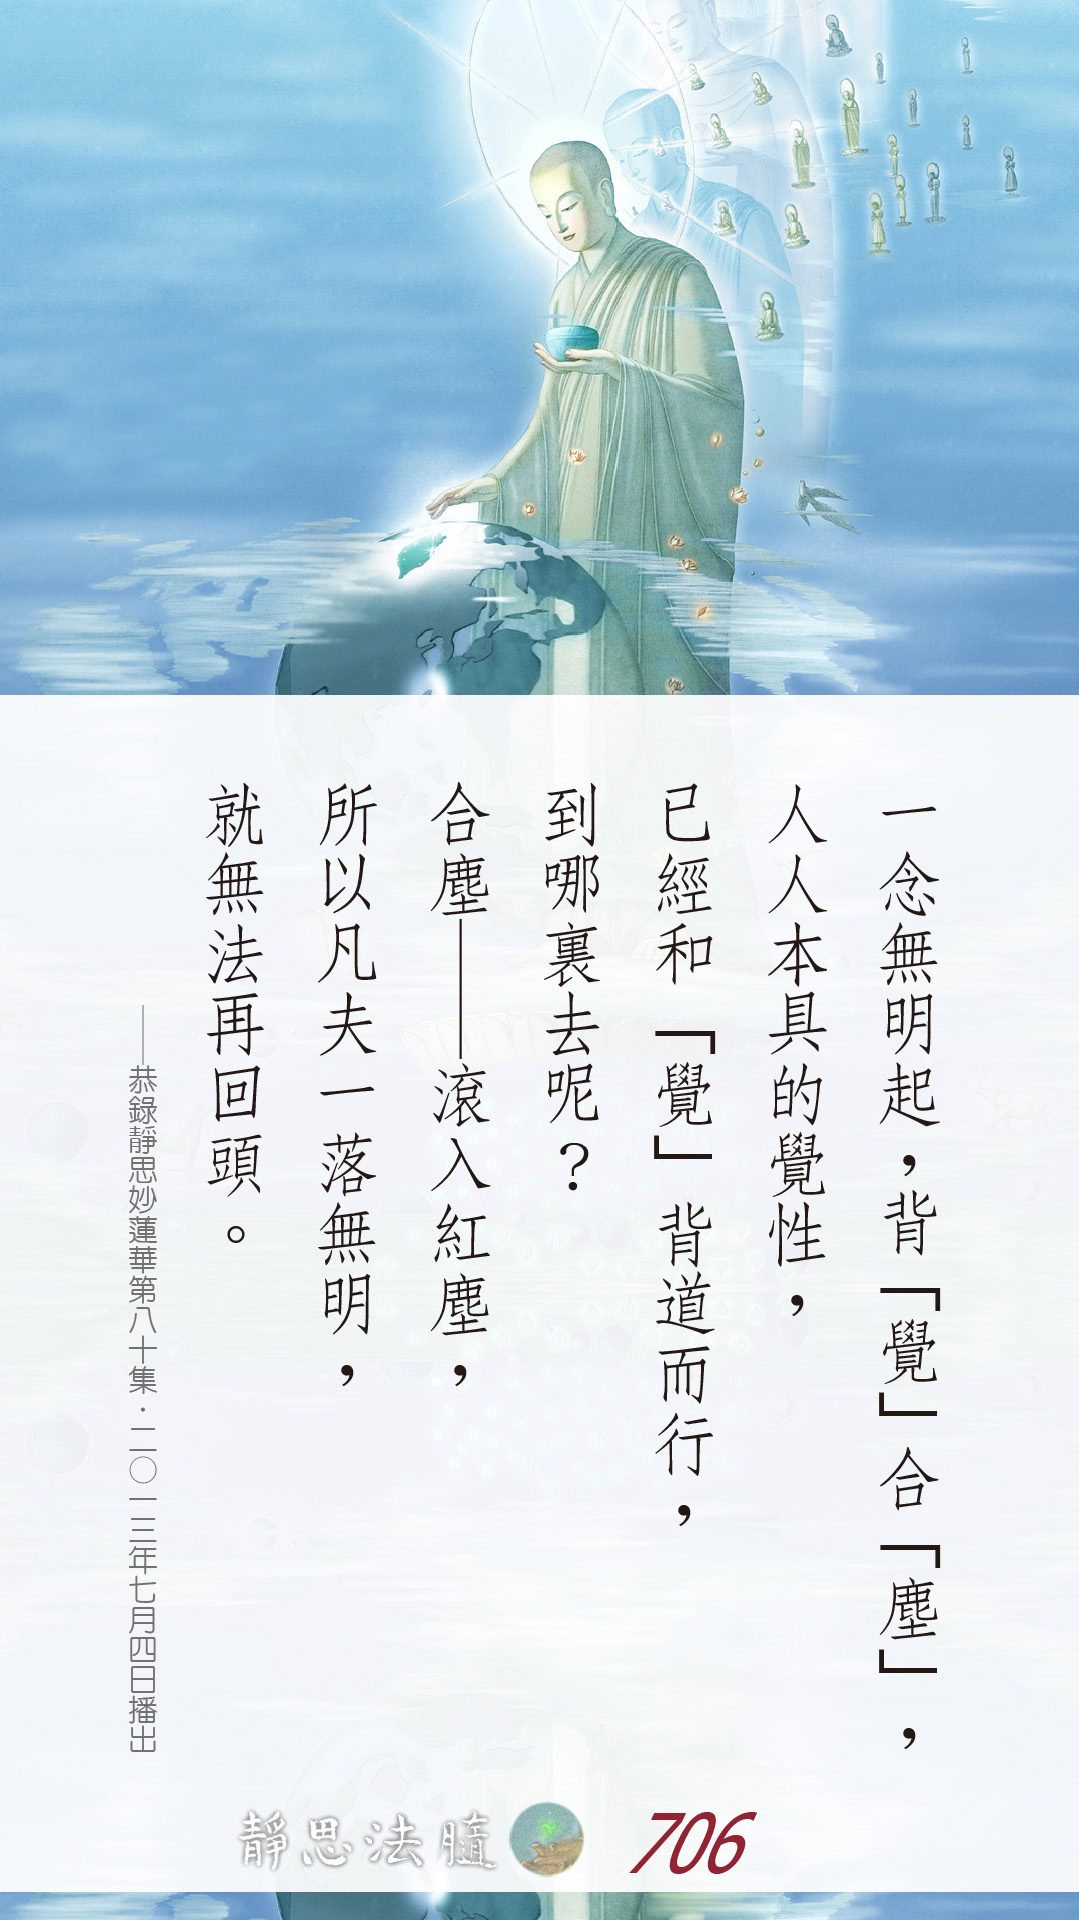 一念無明起，背「覺」合「塵」，
人人本具的覺性，
已經和「覺」背道而行，
到哪裏去呢？
合塵——滾入紅塵，
所以凡夫一落無明，
就無法再回頭。
——恭錄靜思妙蓮華第八十集·二〇一三年七月四日播出
靜思法髓 706